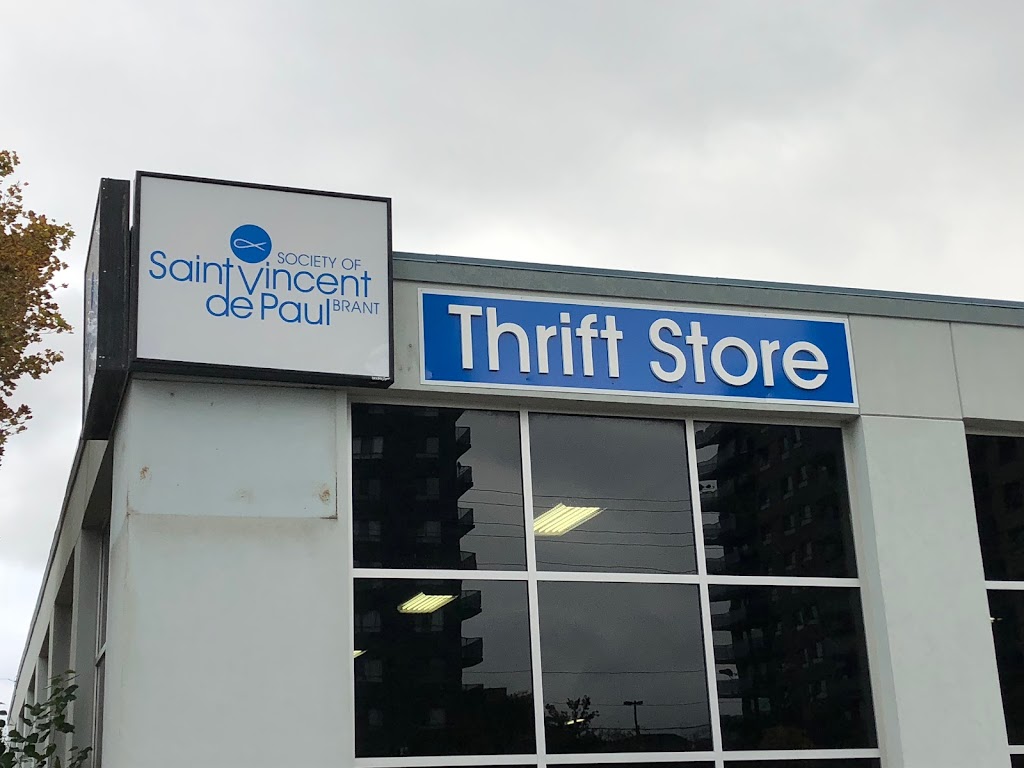 SOCIETY OF
Saint Vincent
de Paul BRANT
Thrift Store